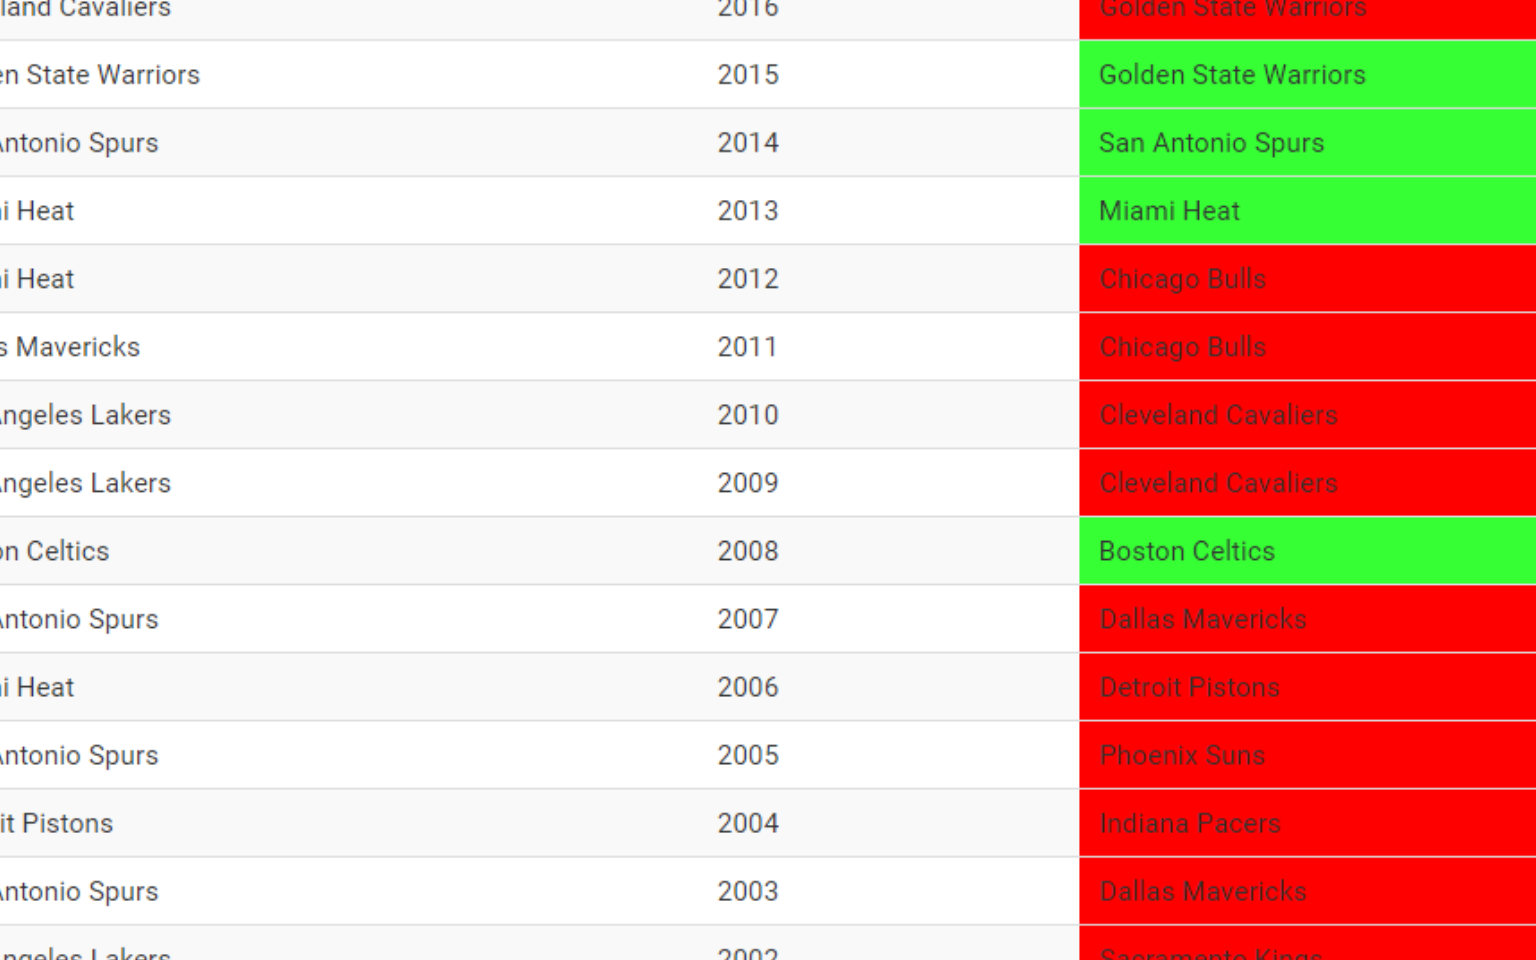 land Cavaliers 2016 Golden State Warriors
en State Warriors 2015 Golden State Warriors
Antonio Spurs 2014 San Antonio Spurs
i Heat 2013 Miami Heat
i Heat 2012 Chicago Bulls
s Mavericks 2011 Chicago Bulls
Angeles Lakers 2010 Cleveland Cavaliers
Angeles Lakers 2009 Cleveland Cavaliers
on Celtics 2008 Boston Celtics
Antonio Spurs 2007 Dallas Mavericks
i Heat 2006 Detroit Pistons
Antonio Spurs 2005 Phoenix Suns
it Pistons 2004 Indiana Pacers
Antonio Spurs 2003 Dallas Mavericks
ngeles Lakers 2002 Sacramento Kings